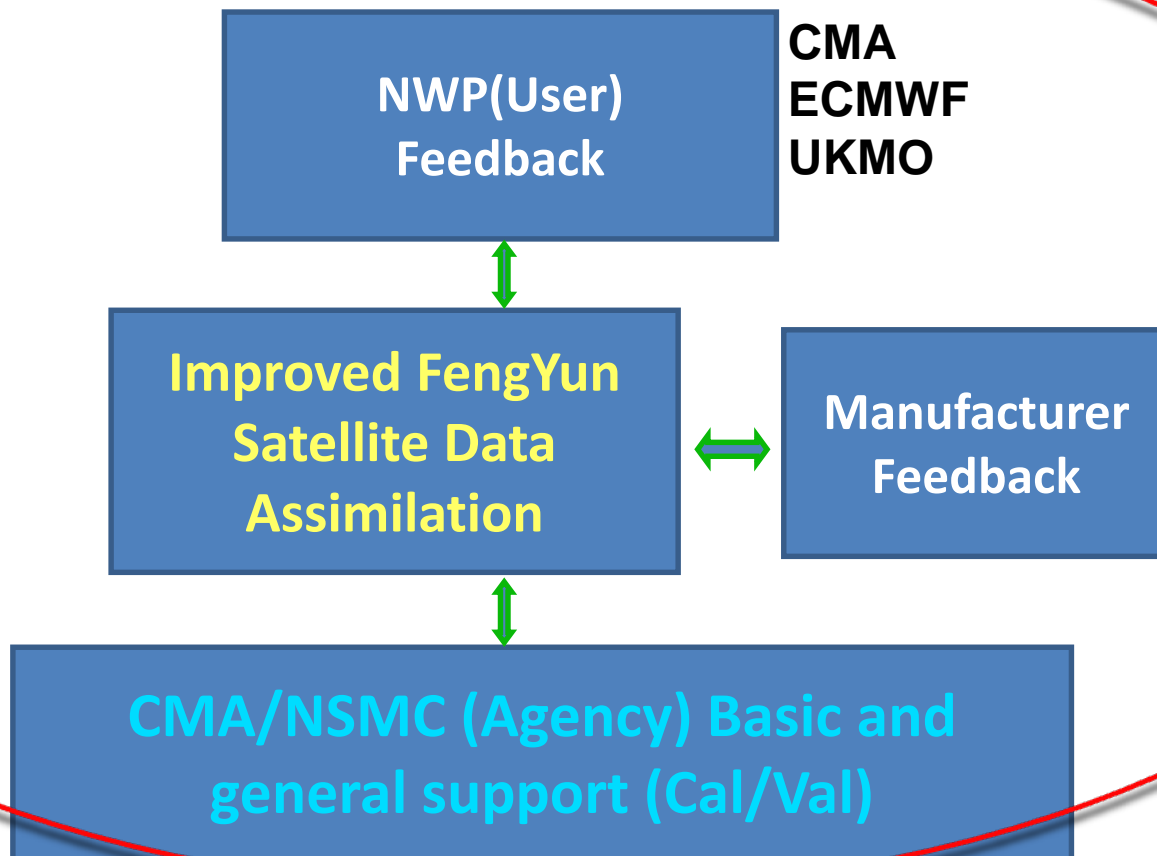 NWP(User)
Feedback
CMA
ECMWF
UKMO
Improved FengYun
Satellite Data
Assimilation
Manufacturer
Feedback
CMA/NSMC (Agency) Basic and
general support (Cal/Val)